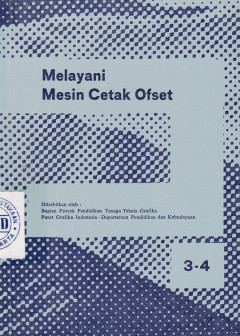 Melayani
Mesin Cetak Ofset
Diterbitkan oleh :
Bagian Proyek Pendidikan Tenaga Teknis Grafika
Pusat Grafika Indonesia - Departemen Pendidikan dan Kebudayaan
3-4